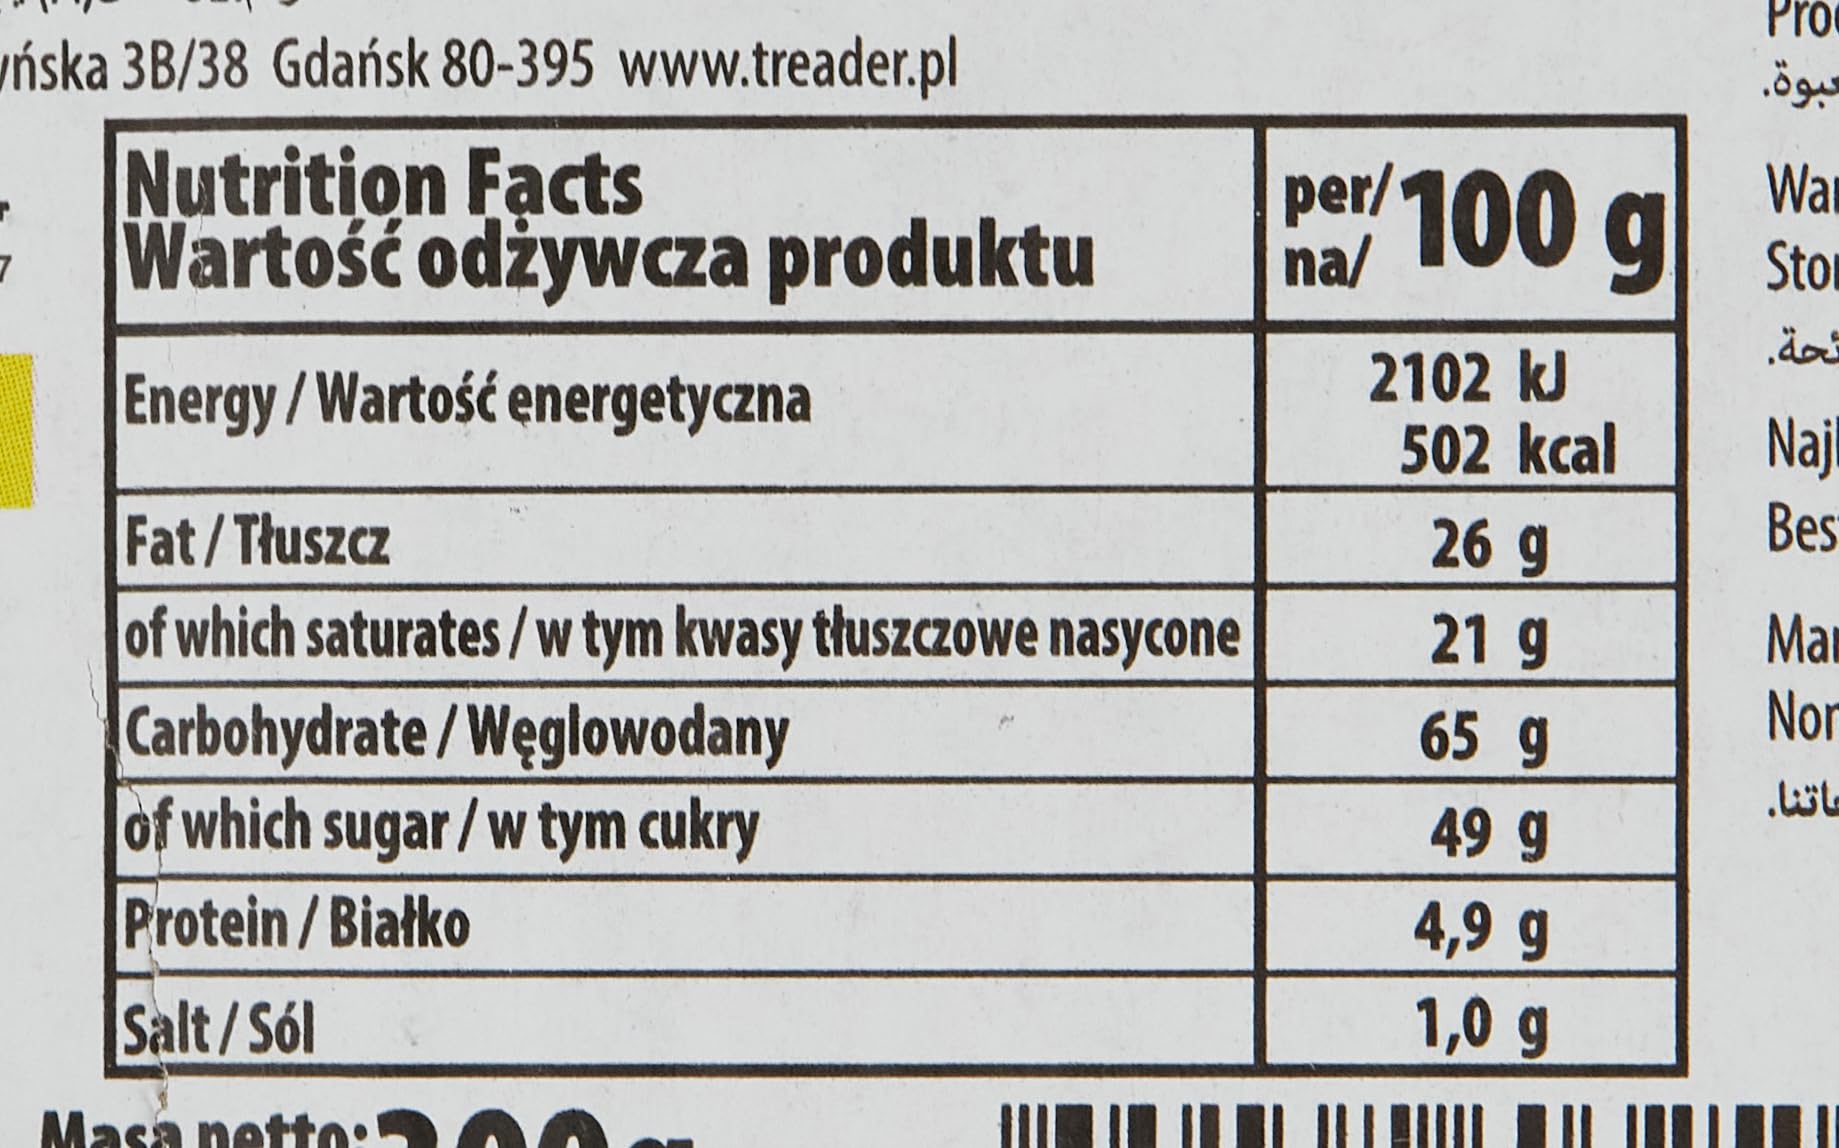 yńska 3B/38 Gdańsk 80-395 www.treader.pl
Nutrition Facts
Wartość odżywcza produktu
per/ na/ 100 g
Energy / Wartość energetyczna
2102 kJ
502 kcal
Fat / Tłuszcz 26 g
of which saturates / w tym kwasy tłuszczowe nasycone 21 g
Carbohydrate / Węglowodany 65 g
of which sugar / w tym cukry 49 g
Protein / Białko 4,9 g
Salt / Sól 1,0 g
Masa netto: